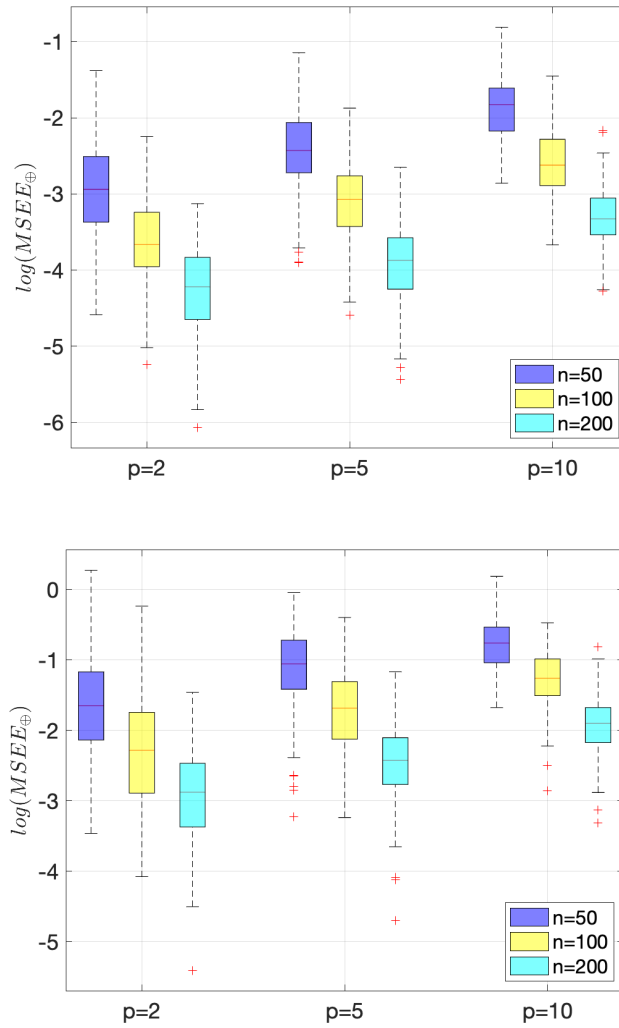 -1
-2
-3
-4
-5
-6
log(MSEE⊕)
n=50
n=100
n=200
p=2 p=5 p=10
0
-1
-2
-3
-4
-5
log(MSEE⊕)
n=50
n=100
n=200
p=2 p=5 p=10